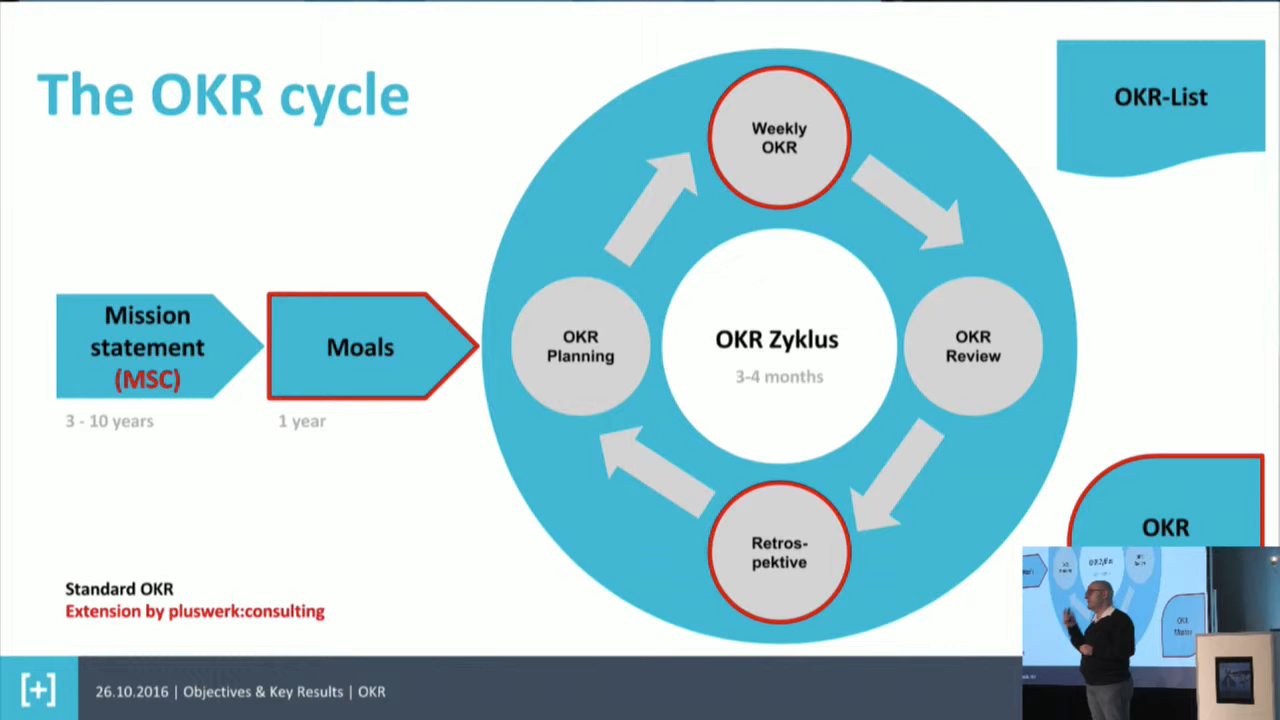 The OKR cycle
OKR-List
Weekly
OKR
Mission
statement
(MSC)
Moals
OKR
Planning
OKR Zyklus
3-4 months
OKR
Review
3 - 10 years
1 year
Retros-
pektive
OKR
Standard OKR
Extension by pluswerk:consulting
[+]
26.10.2016 | Objectives & Key Results | OKR
OKR